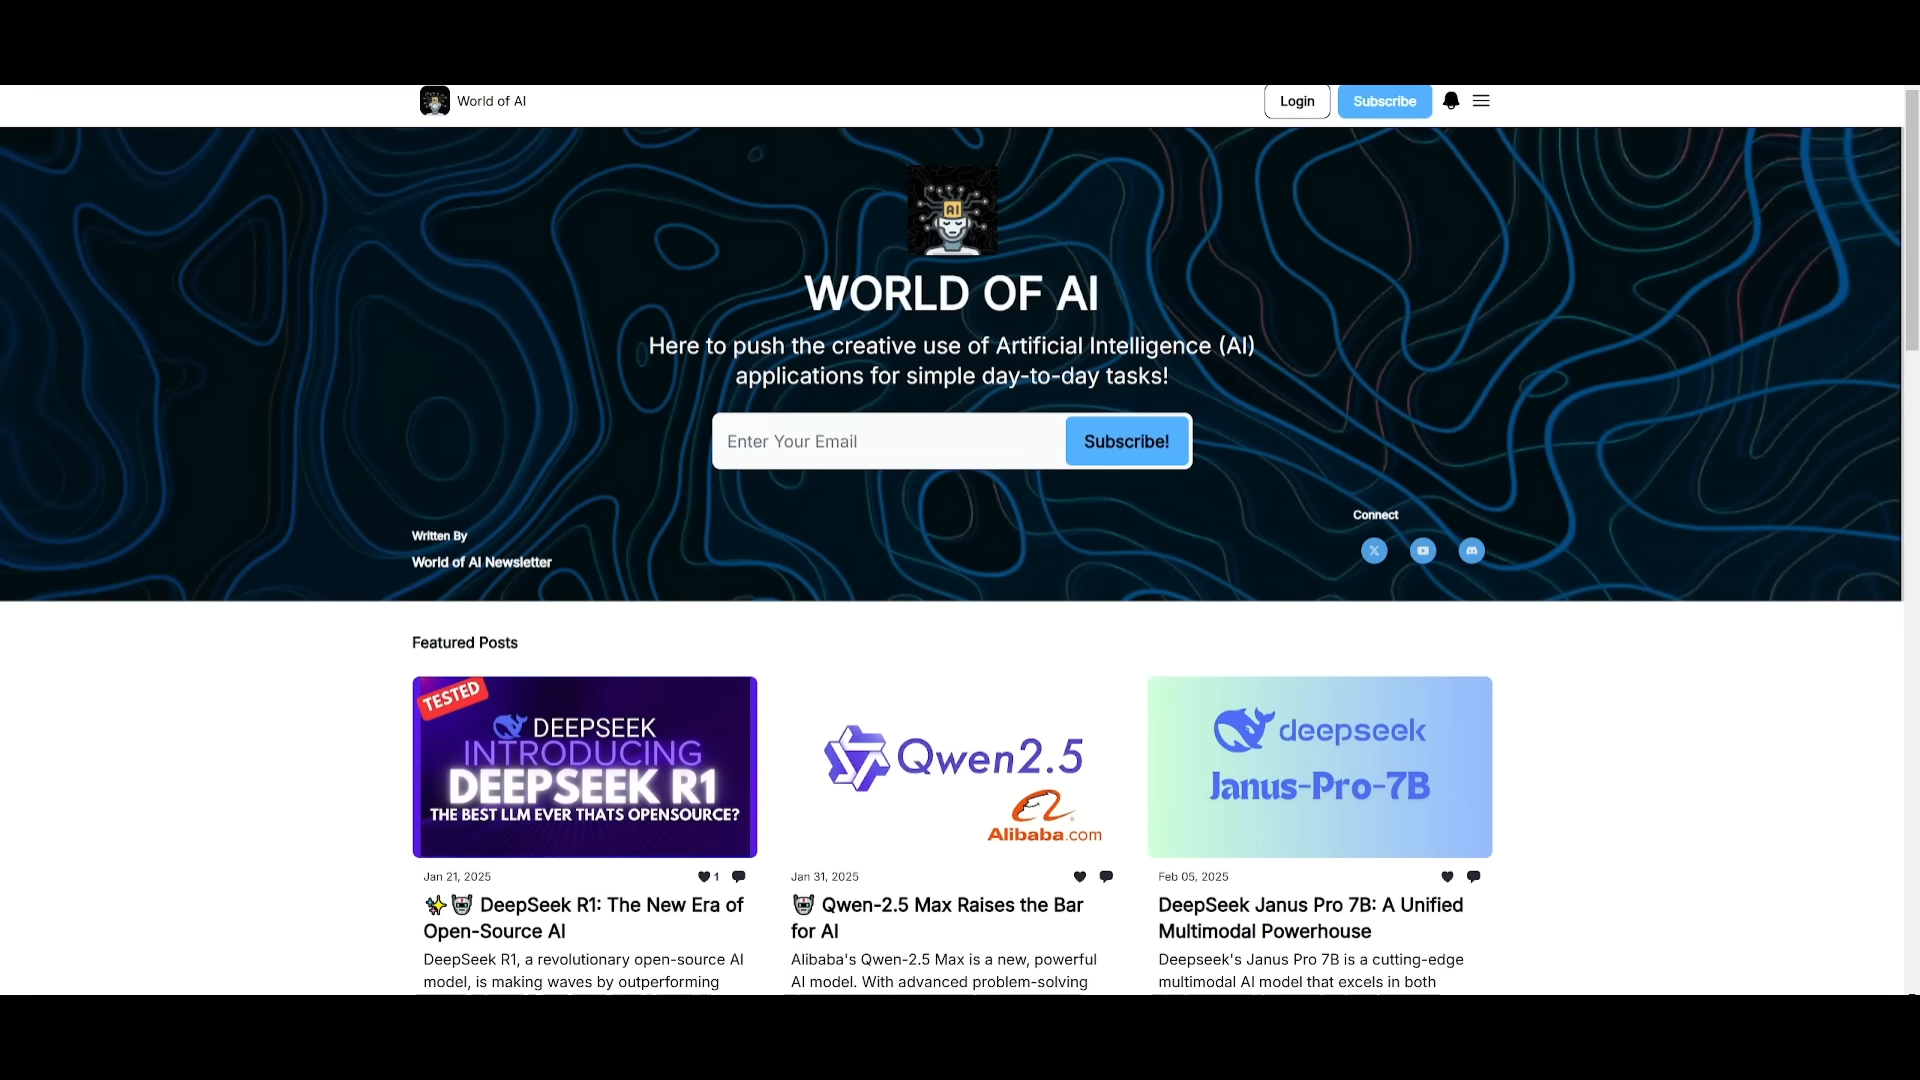 World of AI
Login
Subscribe
AI
WORLD OF AI
Here to push the creative use of Artificial Intelligence (AI)
applications for simple day-to-day tasks!
Enter Your Email
Subscribe!
Connect
Written By
World of AI Newsletter
Featured Posts
TESTED
DEEPSEEK
INTRODUCING
DEEPSEEK R1
THE BEST LLM EVER THATS OPENSOURCE?
Qwen2.5
Alibaba.com
deepseek
Janus-Pro-7B
Jan 21, 2025
1
✨🤖 DeepSeek R1: The New Era of
Open-Source AI
DeepSeek R1, a revolutionary open-source AI
model, is making waves by outperforming
Jan 31, 2025
🤖 Qwen-2.5 Max Raises the Bar
for AI
Alibaba's Qwen-2.5 Max is a new, powerful
AI model. With advanced problem-solving
Feb 05, 2025
DeepSeek Janus Pro 7B: A Unified
Multimodal Powerhouse
Deepseek's Janus Pro 7B is a cutting-edge
multimodal AI model that excels in both